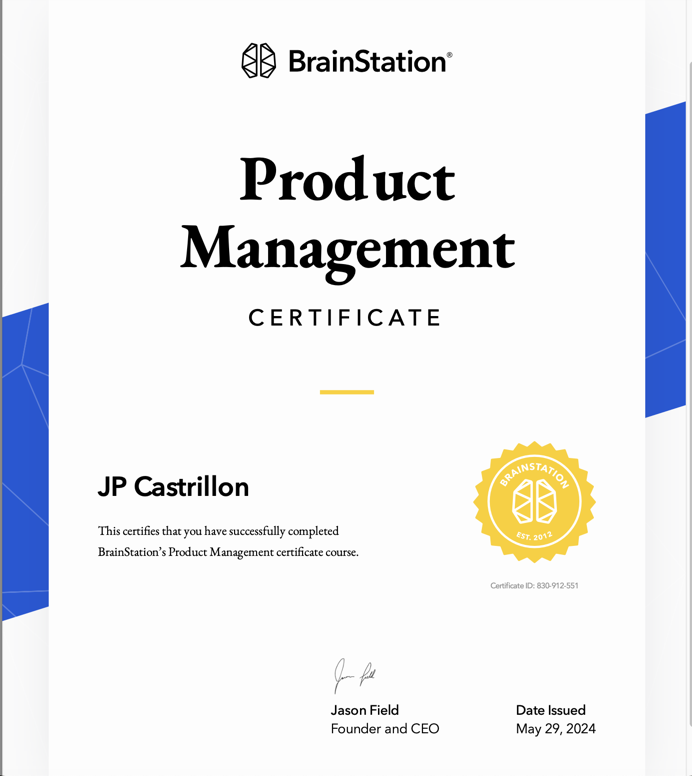 BrainStation®
Product
Management
CERTIFICATE
JP Castrillon
This certifies that you have successfully completed
BrainStation’s Product Management certificate course.
BRAINSTATION
EST. 2012
Certificate ID: 830-912-551
Jason Field
Founder and CEO
Date Issued
May 29, 2024